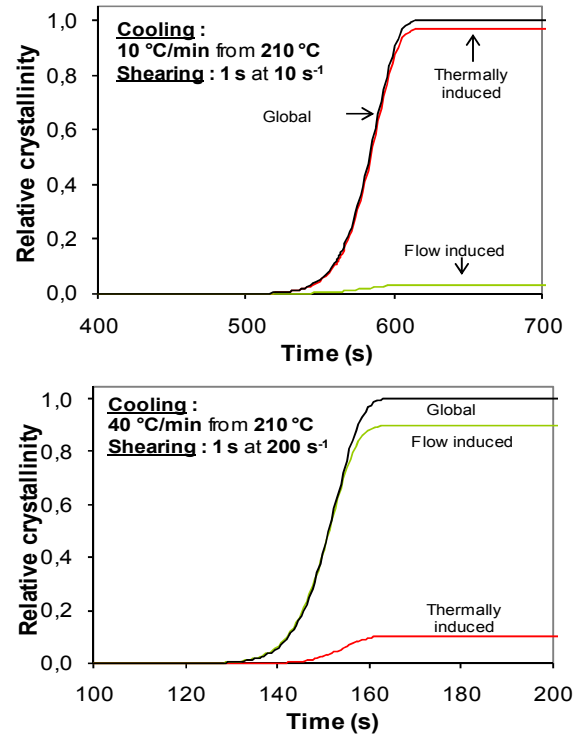 Cooling :
10 °C/min from 210 °C
Shearing : 1 s at 10 s-1
Thermally
induced
Global
Flow induced
Relative crystallinity
1,0
0,8
0,6
0,4
0,2
0,0
400 500 600 700
Time (s)
Cooling :
40 °C/min from 210 °C
Shearing : 1 s at 200 s-1
Global
Flow induced
Thermally
induced
Relative crystallinity
1,0
0,8
0,6
0,4
0,2
0,0
100 120 140 160 180 200
Time (s)